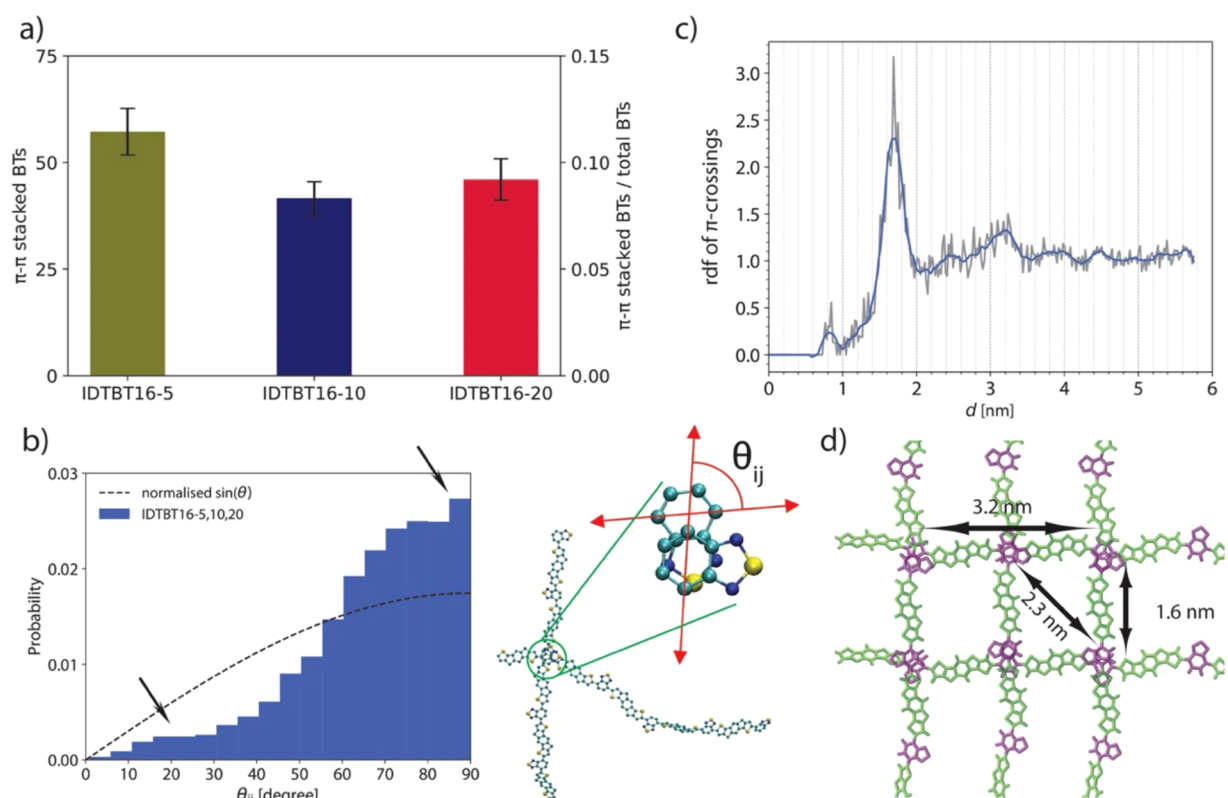 a)
75
50
25
0
π-π stacked BTs
0.15
0.10
0.05
0.00
π-π stacked BTs / total BTs
IDTBT16-5
IDTBT16-10
IDTBT16-20
c)
3.0
2.5
2.0
1.5
1.0
0.5
0.0
rdf of π-crossings
0 1 2 3 4 5 6
d [nm]
b)
0.03
0.02
0.01
0.00
Probability
normalised sin(θ)
IDTBT16-5,10,20
0 10 20 30 40 50 60 70 80 90
θij [degree]
θij
d)
3.2 nm
2.3 nm
1.6 nm